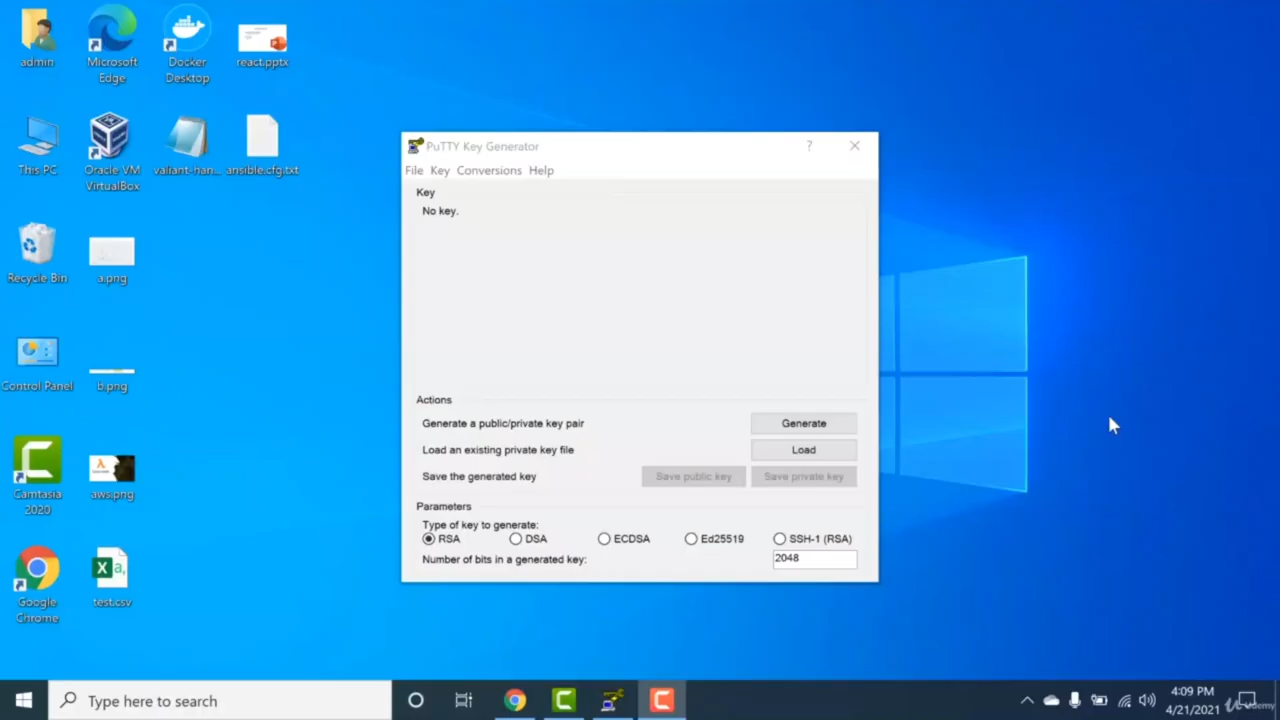 admin
Microsoft
Edge
Docker
Desktop
react.pptx
This PC
Oracle VM
VirtualBox
valiant-han...
ansible.cfg.txt
Recycle Bin
a.png
Control Panel
b.png
Camtasia
2020
aws.png
Google
Chrome
test.csv
PuTTY Key Generator
?
File Key Conversions Help
Key
No key.
Actions
Generate a public/private key pair
Generate
Load an existing private key file
Load
Save the generated key
Save public key
Save private key
Parameters
Type of key to generate:
RSA
DSA
ECDSA
Ed25519
SSH-1 (RSA)
Number of bits in a generated key:
2048
Type here to search
4:09 PM
4/21/2021
Udemy